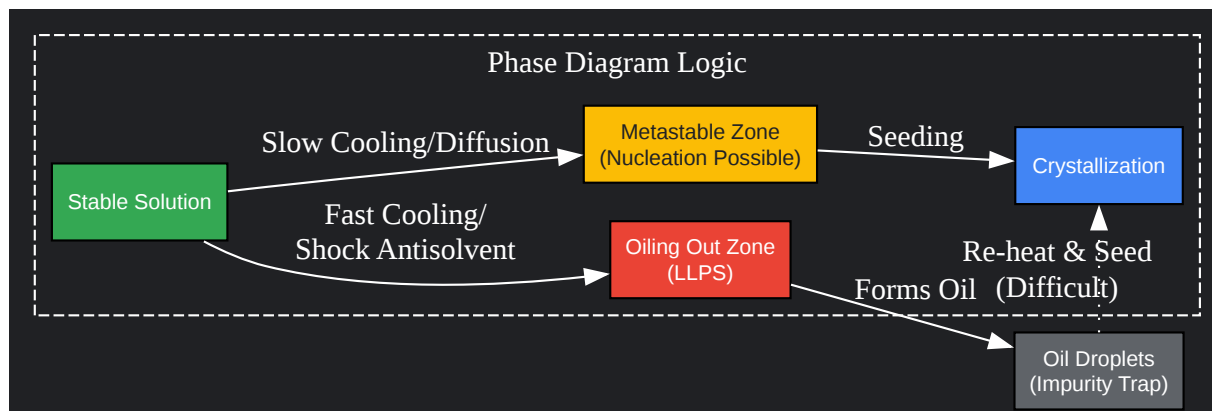 Phase Diagram Logic
Slow Cooling/Diffusion
Metastable Zone
(Nucleation Possible)
Seeding
Crystallization
Stable Solution
Fast Cooling/
Shock Antisolvent
Oiling Out Zone
(LLPS)
Forms Oil
Re-heat & Seed
(Difficult)
Oil Droplets
(Impurity Trap)